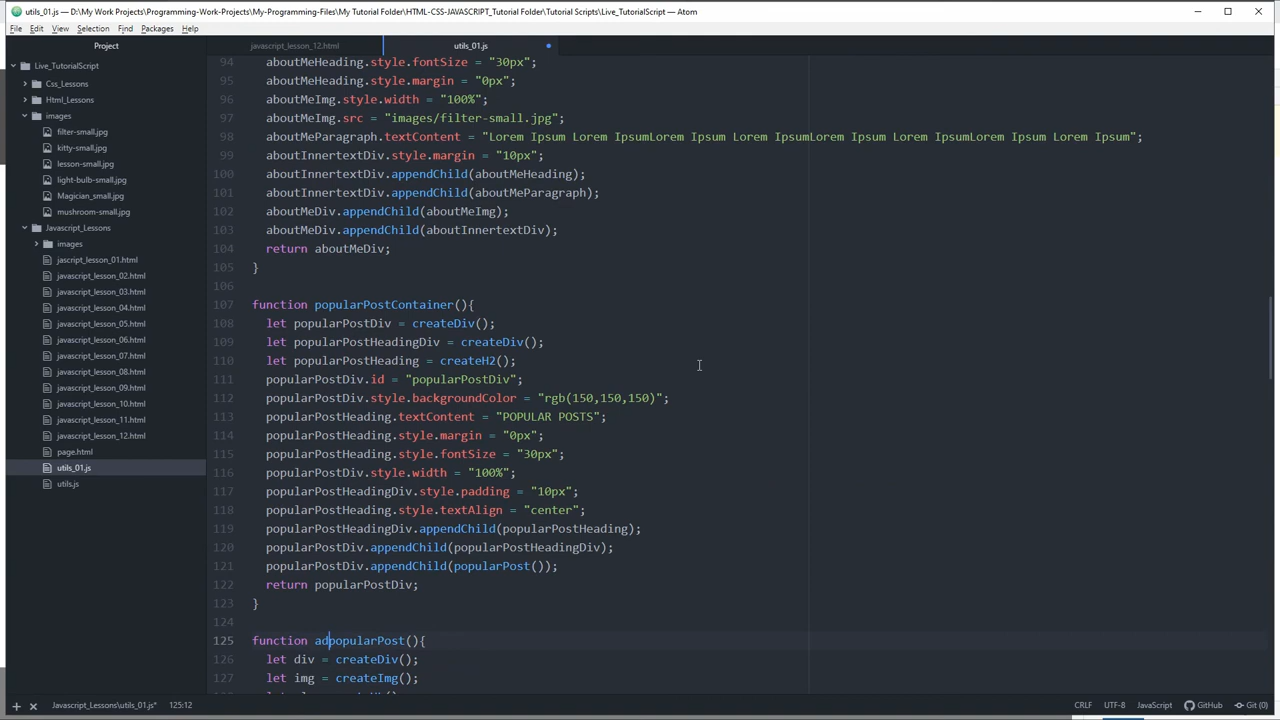 utils_01.js — D:\My Work Projects\Programming-Work-Projects\My-Programming-Files\My Tutorial Folder\HTML-CSS-JAVASCRIPT_Tutorial Folder\Tutorial Scripts\Live_TutorialScript — Atom
File Edit View Selection Find Packages Help
Project
javascript_lesson_12.html
utils_01.js
Live_TutorialScript
Css_Lessons
Html_Lessons
images
filter-small.jpg
kitty-small.jpg
lesson-small.jpg
light-bulb-small.jpg
Magician_small.jpg
mushroom-small.jpg
Javascript_Lessons
images
jascript_lesson_01.html
javascript_lesson_02.html
javascript_lesson_03.html
javascript_lesson_04.html
javascript_lesson_05.html
javascript_lesson_06.html
javascript_lesson_07.html
javascript_lesson_08.html
javascript_lesson_09.html
javascript_lesson_10.html
javascript_lesson_11.html
javascript_lesson_12.html
page.html
utils_01.js
utils.js
94 aboutMeHeading.style.fontSize = "30px";
95 aboutMeHeading.style.margin = "0px";
96 aboutMeImg.style.width = "100%";
97 aboutMeImg.src = "images/filter-small.jpg";
98 aboutMeParagraph.textContent = "Lorem Ipsum Lorem IpsumLorem Ipsum Lorem IpsumLorem Ipsum Lorem IpsumLorem Ipsum Lorem Ipsum";
99 aboutInnertextDiv.style.margin = "10px";
100 aboutInnertextDiv.appendChild(aboutMeHeading);
101 aboutInnertextDiv.appendChild(aboutMeParagraph);
102 aboutMeDiv.appendChild(aboutMeImg);
103 aboutMeDiv.appendChild(aboutInnertextDiv);
104 return aboutMeDiv;
105 }
106
107 function popularPostContainer(){
108 let popularPostDiv = createDiv();
109 let popularPostHeadingDiv = createDiv();
110 let popularPostHeading = createH2();
111 popularPostDiv.id = "popularPostDiv";
112 popularPostDiv.style.backgroundColor = "rgb(150,150,150)";
113 popularPostHeading.textContent = "POPULAR POSTS";
114 popularPostHeading.style.margin = "0px";
115 popularPostHeading.style.fontSize = "30px";
116 popularPostDiv.style.width = "100%";
117 popularPostHeadingDiv.style.padding = "10px";
118 popularPostHeading.style.textAlign = "center";
119 popularPostHeadingDiv.appendChild(popularPostHeading);
120 popularPostDiv.appendChild(popularPostHeadingDiv);
121 popularPostDiv.appendChild(popularPost());
122 return popularPostDiv;
123 }
124
125 function adpopularPost(){
126 let div = createDiv();
127 let img = createImg();
Javascript_Lessons\utils_01.js* 125:12
CRLF UTF-8 JavaScript GitHub Git (0)